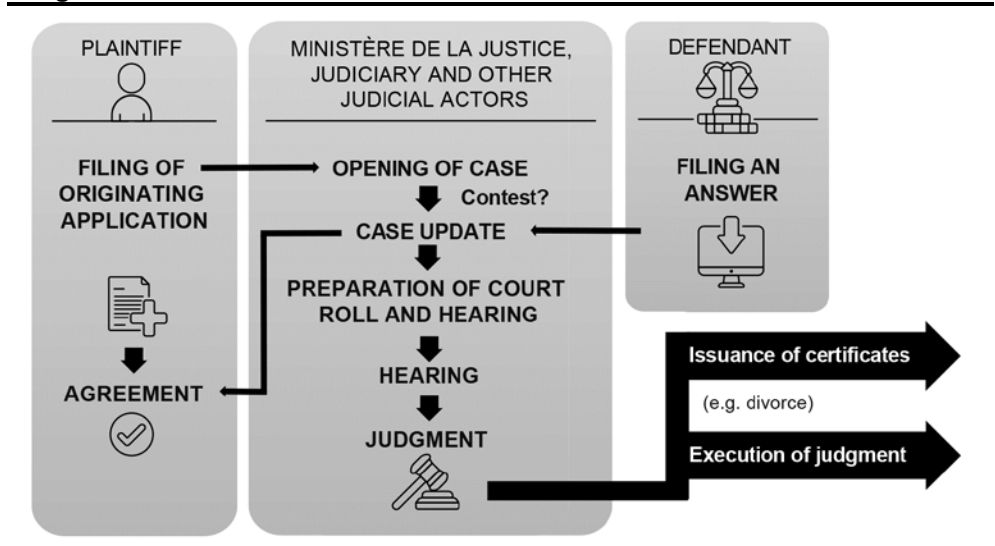 PLAINTIFF
FILING OF
ORIGINATING
APPLICATION
AGREEMENT
MINISTÈRE DE LA JUSTICE,
JUDICIARY AND OTHER
JUDICIAL ACTORS
OPENING OF CASE
Contest?
CASE UPDATE
PREPARATION OF COURT
ROLL AND HEARING
HEARING
JUDGMENT
DEFENDANT
FILING AN
ANSWER
Issuance of certificates
(e.g. divorce)
Execution of judgment